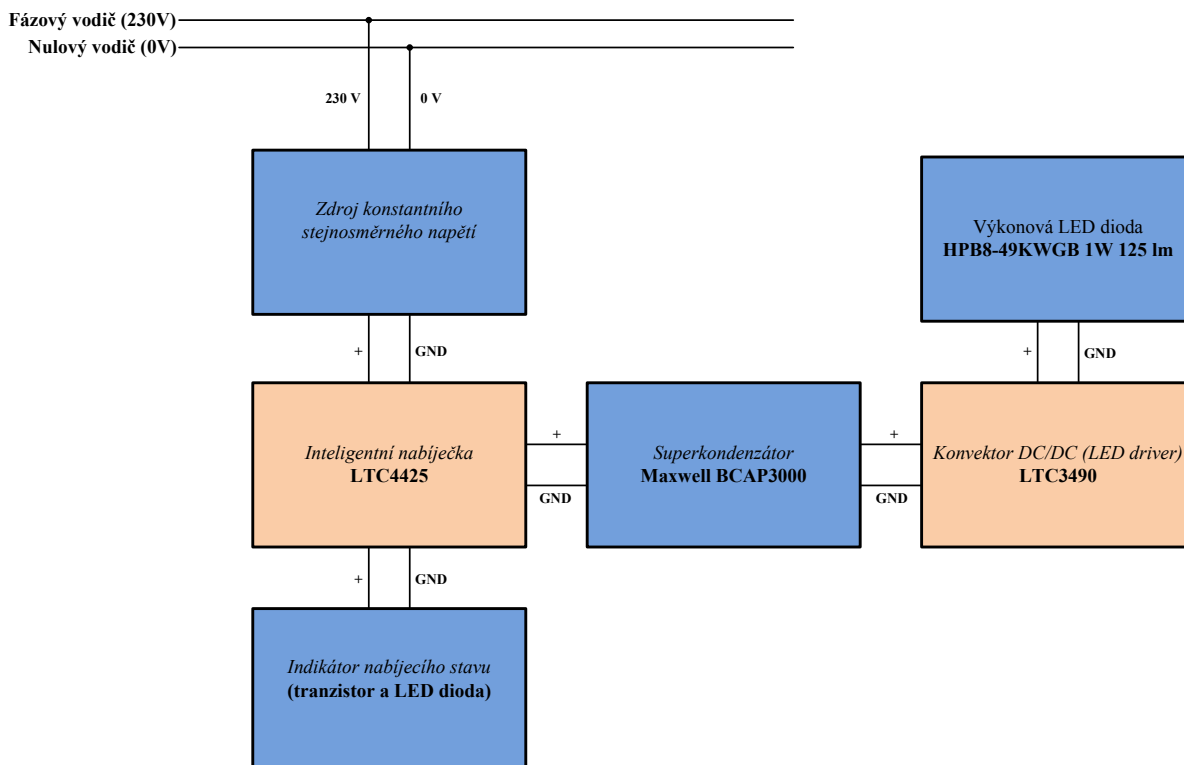 Fázový vodič (230V)
Nulový vodič (0V)
230 V
0 V
Zdroj konstantního
stejnosměrného napětí
Výkonová LED dioda
HPB8-49KWGB 1W 125 lm
+
GND
+
GND
Inteligentní nabíječka
LTC4425
+
GND
Superkondenzátor
Maxwell BCAP3000
+
GND
Konvektor DC/DC (LED driver)
LTC3490
+
GND
Indikátor nabíjecího stavu
(tranzistor a LED dioda)